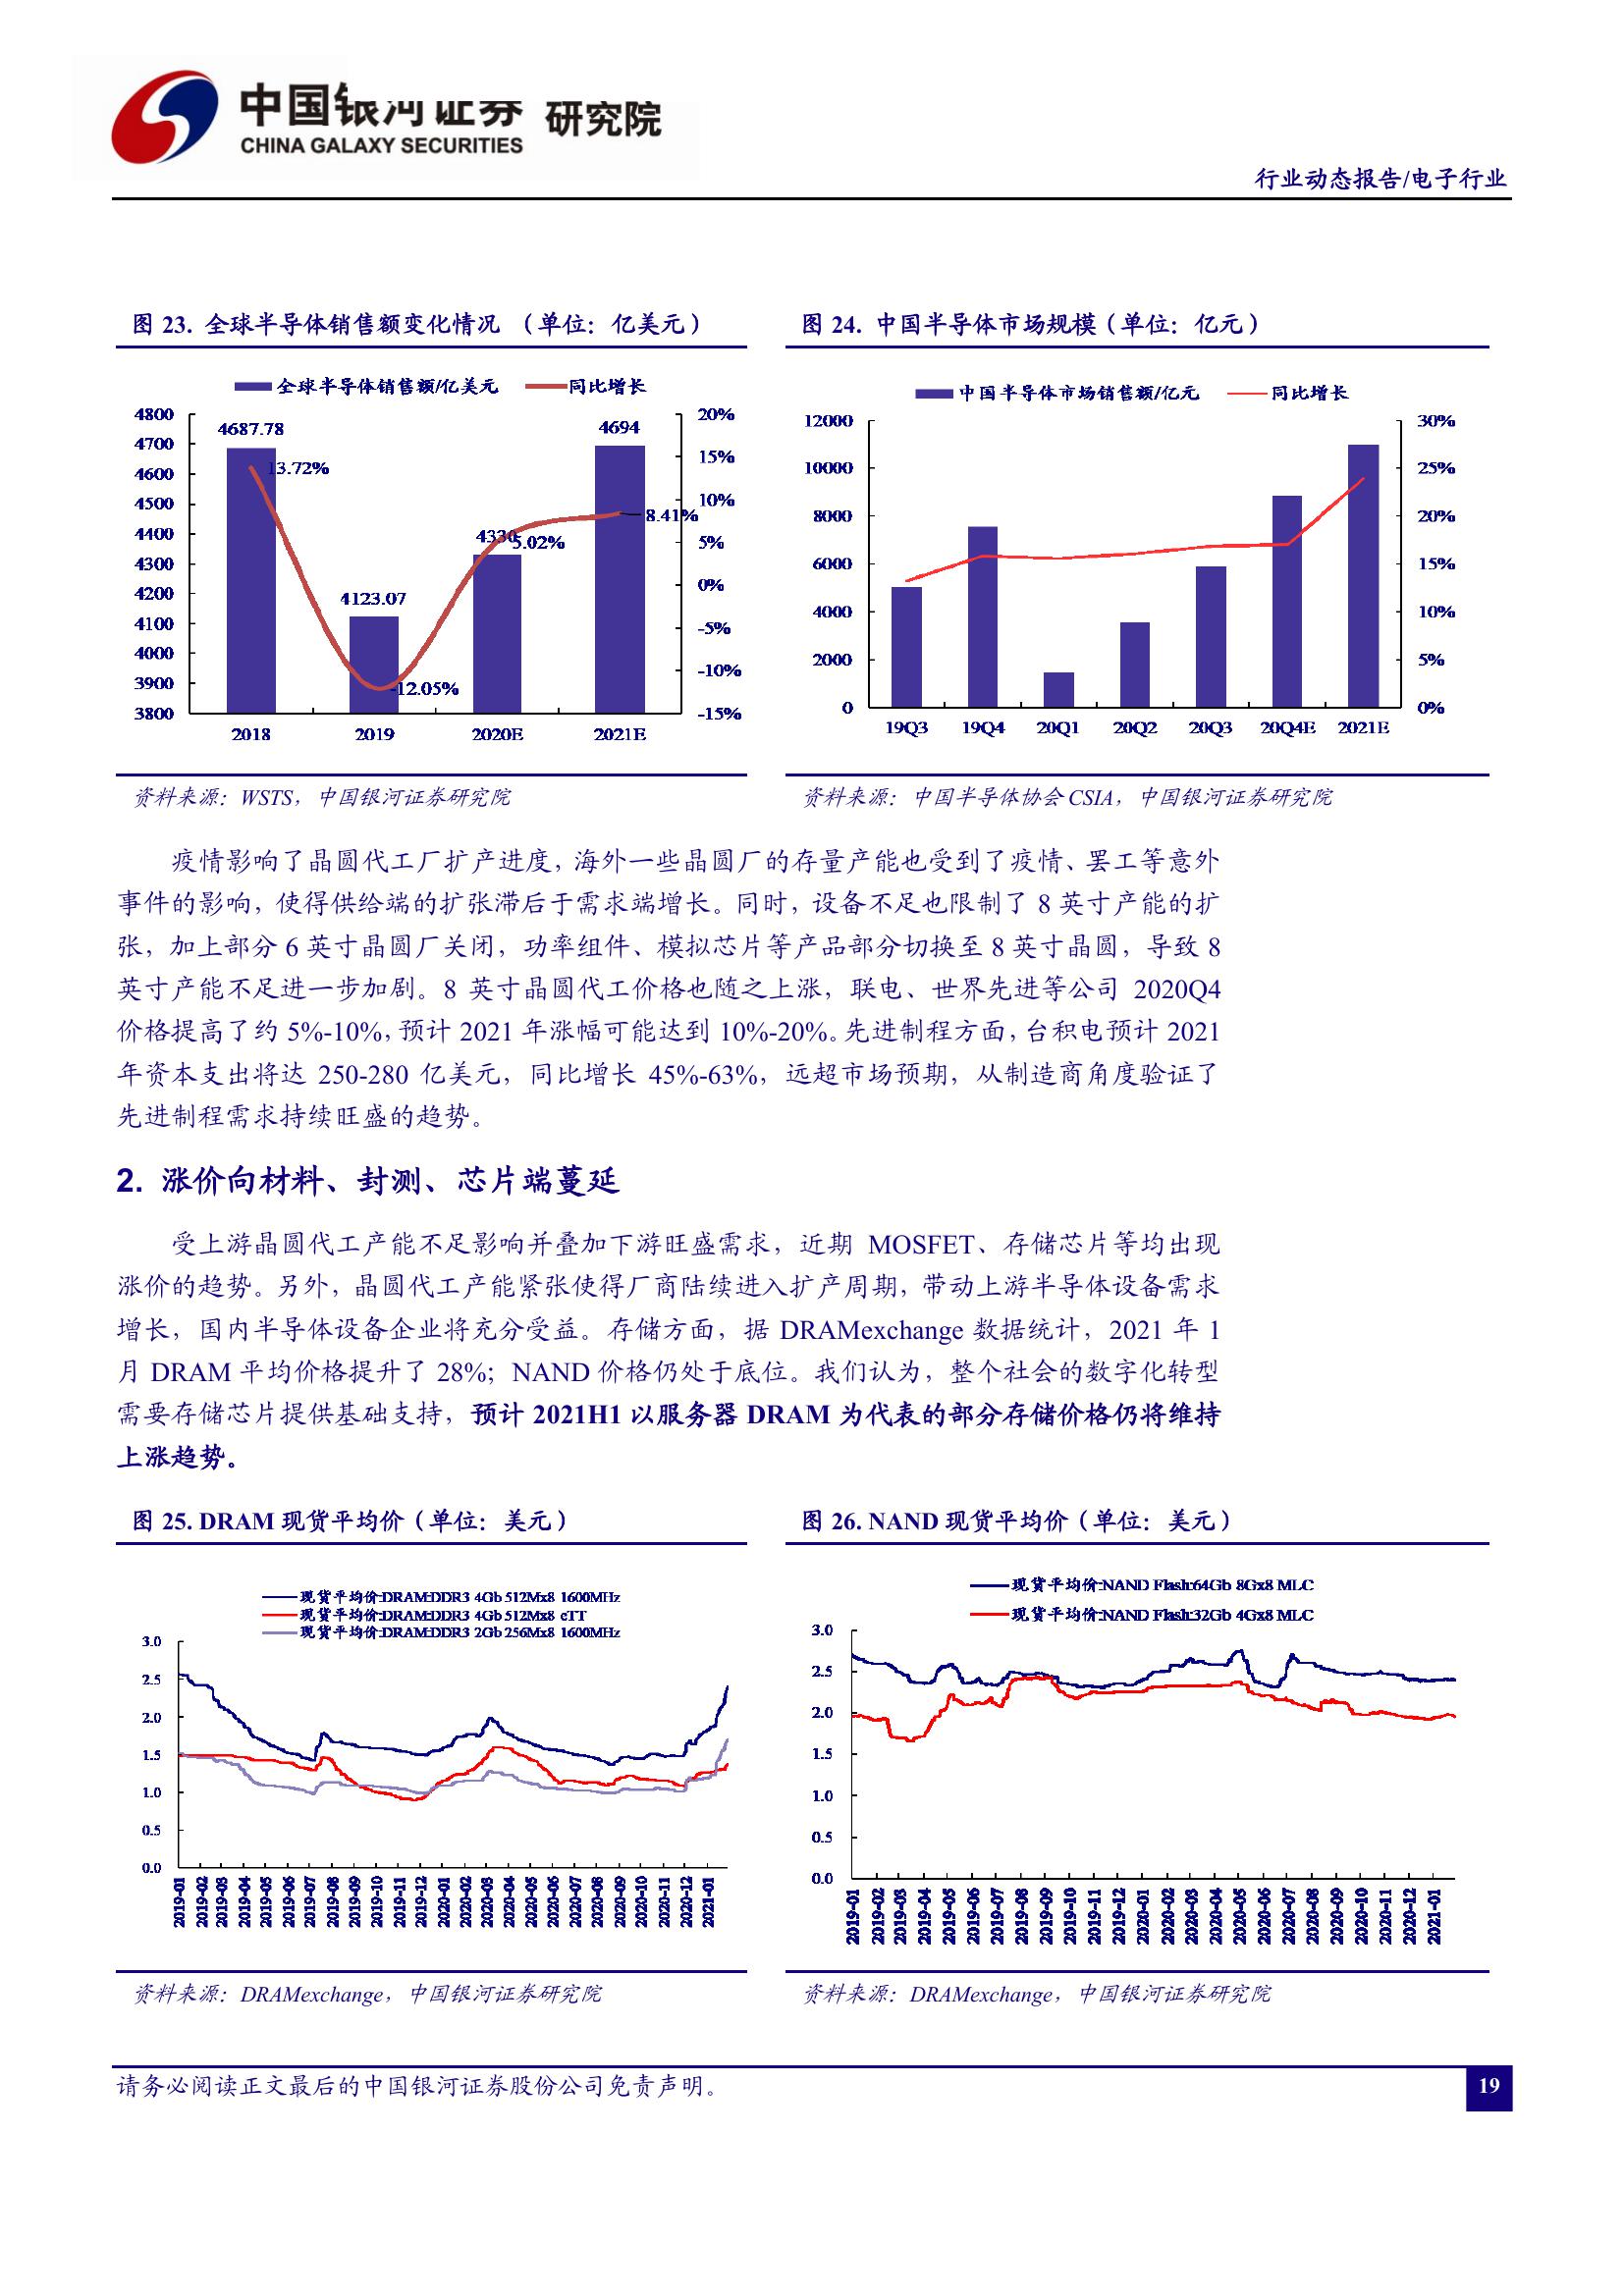 中国银河证券 研究院
CHINA GALAXY SECURITIES
行业动态报告/电子行业
图 23. 全球半导体销售额变化情况 （单位：亿美元）
全球半导体销售额/亿美元 同比增长
4800
4700
4600
4500
4400
4300
4200
4100
4000
3900
3800
4687.78
13.72%
4123.07
-12.05%
5.02%
4694
8.41%
20%
15%
10%
5%
0%
-5%
-10%
-15%
2018 2019 2020E 2021E
资料来源：WSTS，中国银河证券研究院
图 24. 中国半导体市场规模（单位：亿元）
中国半导体市场销售额/亿元 同比增长
12000
10000
8000
6000
4000
2000
0
30%
25%
20%
15%
10%
5%
0%
19Q3 19Q4 20Q1 20Q2 20Q3 20Q4E 2021E
资料来源：中国半导体协会 CSIA，中国银河证券研究院
疫情影响了晶圆代工厂扩产进度，海外一些晶圆厂的存量产能也受到了疫情、罢工等意外
事件的影响，使得供给端的扩张滞后于需求端增长。同时，设备不足也限制了 8 英寸产能的扩
张，加上部分 6 英寸晶圆厂关闭，功率组件、模拟芯片等产品部分切换至 8 英寸晶圆，导致 8
英寸产能不足进一步加剧。8 英寸晶圆代工价格也随之上涨，联电、世界先进等公司 2020Q4
价格提高了约 5%-10%，预计 2021 年涨幅可能达到 10%-20%。先进制程方面，台积电预计 2021
年资本支出将达 250-280 亿美元，同比增长 45%-63%，远超市场预期，从制造商角度验证了
先进制程需求持续旺盛的趋势。
2. 涨价向材料、封测、芯片端蔓延
受上游晶圆代工产能不足影响并叠加下游旺盛需求，近期 MOSFET、存储芯片等均出现
涨价的趋势。另外，晶圆代工产能紧张使得厂商陆续进入扩产周期，带动上游半导体设备需求
增长，国内半导体设备企业将充分受益。存储方面，据 DRAMexchange 数据统计，2021 年 1
月 DRAM 平均价格提升了 28%；NAND 价格仍处于底位。我们认为，整个社会的数字化转型
需要存储芯片提供基础支持，预计 2021H1 以服务器 DRAM 为代表的部分存储价格仍将维持
上涨趋势。
图 25. DRAM 现货平均价（单位：美元）
现货平均价:DRAM:DDR3 4Gb 512Mx8 1600MHz
现货平均价:DRAM:DDR3 4Gb 512Mx8 eTT
现货平均价:DRAM:DDR3 2Gb 256Mx8 1600MHz
3.0
2.5
2.0
1.5
1.0
0.5
0.0
2019-01 2019-02 2019-03 2019-04 2019-05 2019-06 2019-07 2019-08 2019-09 2019-10 2019-11 2019-12 2020-01 2020-02 2020-03 2020-04 2020-05 2020-06 2020-07 2020-08 2020-09 2020-10 2020-11 2020-12 2021-01
资料来源：DRAMexchange，中国银河证券研究院
图 26. NAND 现货平均价（单位：美元）
现货平均价:NAND Flash:64Gb 8Gx8 MLC
现货平均价:NAND Flash:32Gb 4Gx8 MLC
3.0
2.5
2.0
1.5
1.0
0.5
0.0
2019-01 2019-02 2019-03 2019-04 2019-05 2019-06 2019-07 2019-08 2019-09 2019-10 2019-11 2019-12 2020-01 2020-02 2020-03 2020-04 2020-05 2020-06 2020-07 2020-08 2020-09 2020-10 2020-11 2020-12 2021-01
资料来源：DRAMexchange，中国银河证券研究院
请务必阅读正文最后的中国银河证券股份公司免责声明。
19